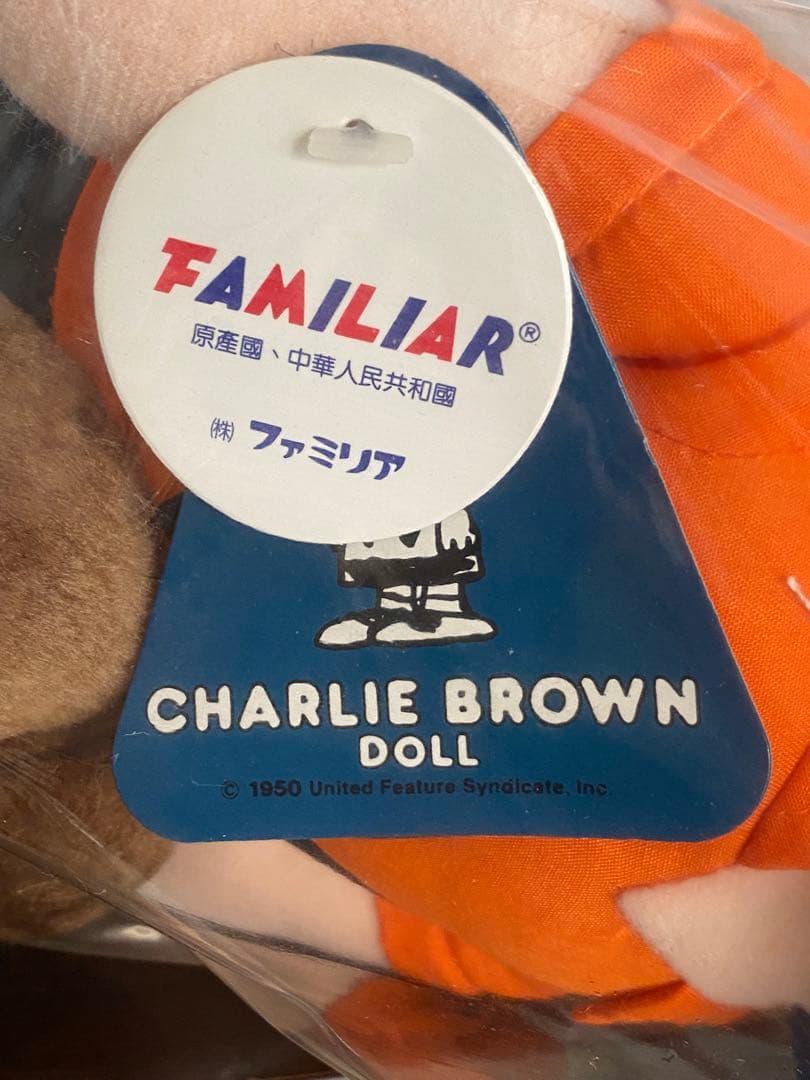 FAMILIAR®
原產國、中華人民共和國
㈱ ファミリア
CHARLIE BROWN
DOLL
© 1950 United Feature Syndicate, Inc.